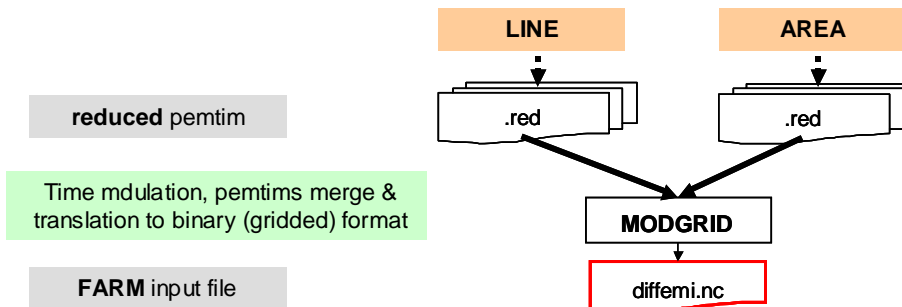 LINE
AREA
reduced pemtim
.red
.red
Time mdulation, pemtims merge &
translation to binary (gridded) format
MODGRID
FARM input file
diffemi.nc